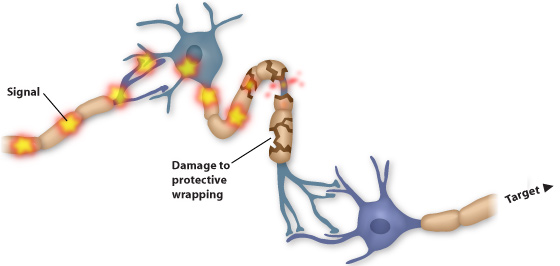 Signal
Damage to
protective
wrapping
Target